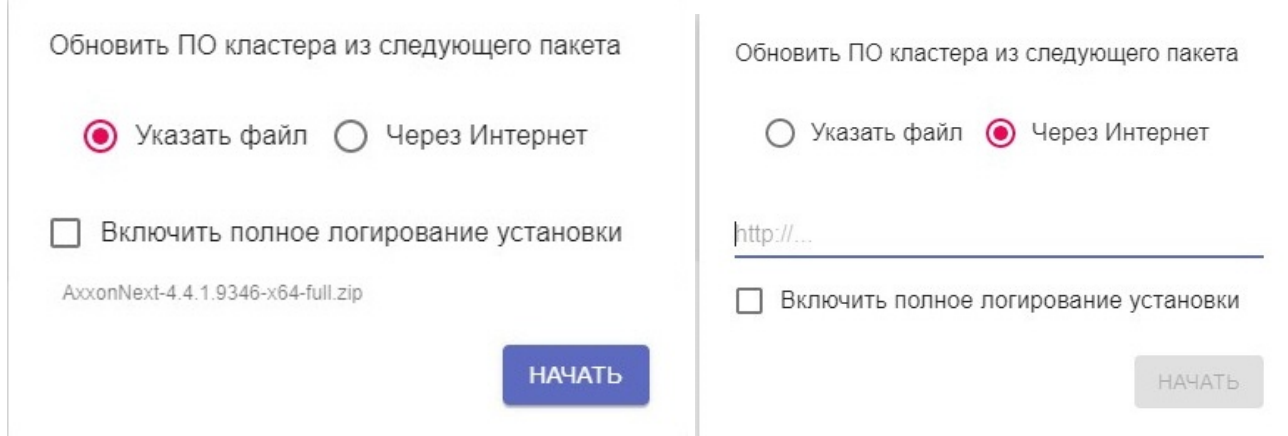 Обновить ПО кластера из следующего пакета
Указать файл Через Интернет
Включить полное логирование установки
AxxonNext-4.4.1.9346-x64-full.zip
НАЧАТЬ
Обновить ПО кластера из следующего пакета
Указать файл Через Интернет
http://...
Включить полное логирование установки
НАЧАТЬ